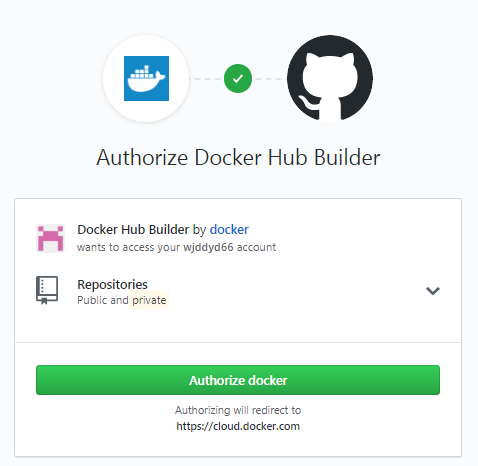 Authorize Docker Hub Builder
Docker Hub Builder by docker
wants to access your wjddyd66 account
Repositories
Public and private
Authorize docker
Authorizing will redirect to
https://cloud.docker.com